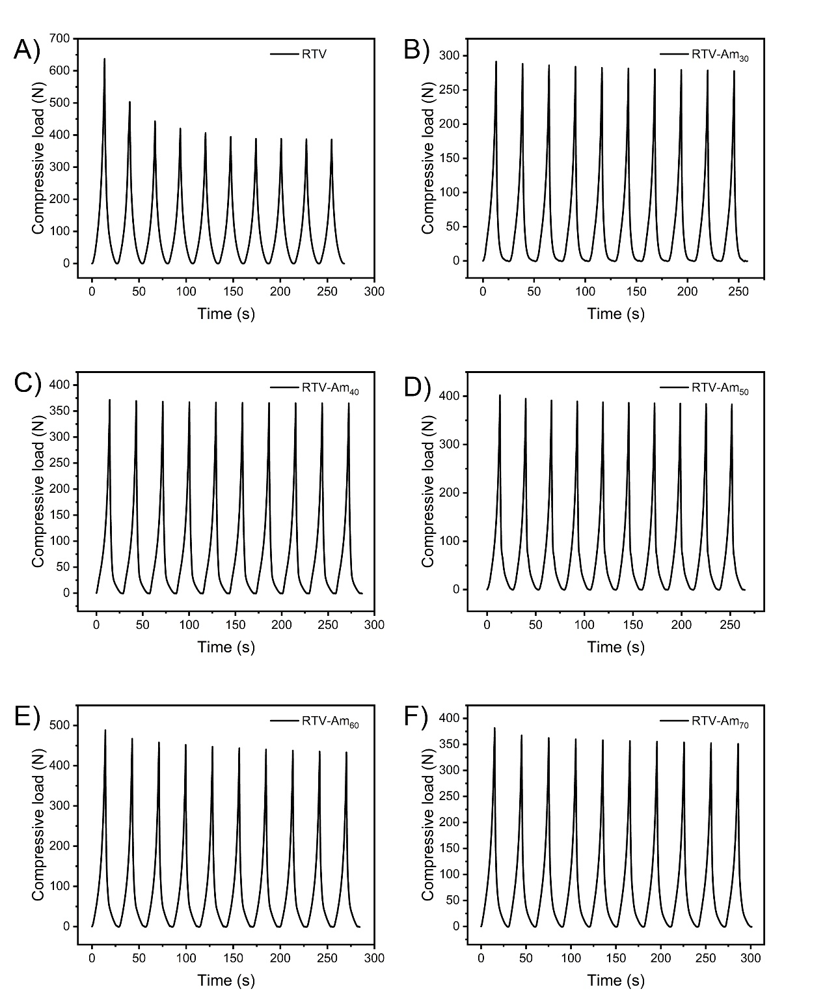 A)
RTV
Compressive load (N)
700
600
500
400
300
200
100
0
0 50 100 150 200 250 300
Time (s)
B)
RTV-Am30
Compressive load (N)
300
250
200
150
100
50
0
0 50 100 150 200 250
Time (s)
C)
RTV-Am40
Compressive load (N)
400
350
300
250
200
150
100
50
0
0 50 100 150 200 250 300
Time (s)
D)
RTV-Am50
Compressive load (N)
400
300
200
100
0
0 50 100 150 200 250
Time (s)
E)
RTV-Am60
Compressive load (N)
500
400
300
200
100
0
0 50 100 150 200 250 300
Time (s)
F)
RTV-Am70
Compressive load (N)
400
350
300
250
200
150
100
50
0
0 50 100 150 200 250 300
Time (s)